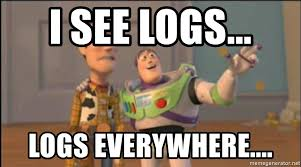 I SEE LOGS...
LOGS EVERYWHERE....
memegenerator.net